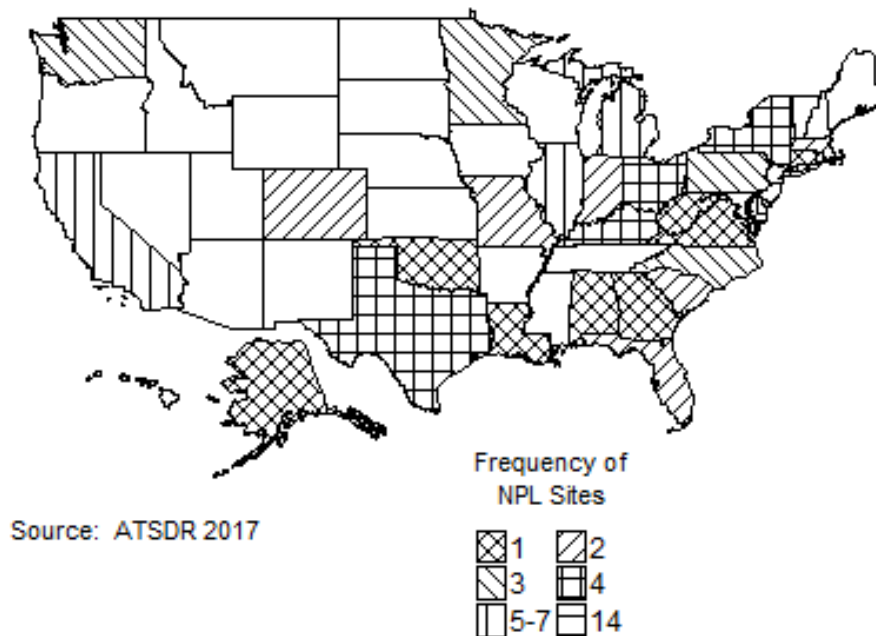 Frequency of
NPL Sites
Source: ATSDR 2017
1 2
3 4
5-7 14